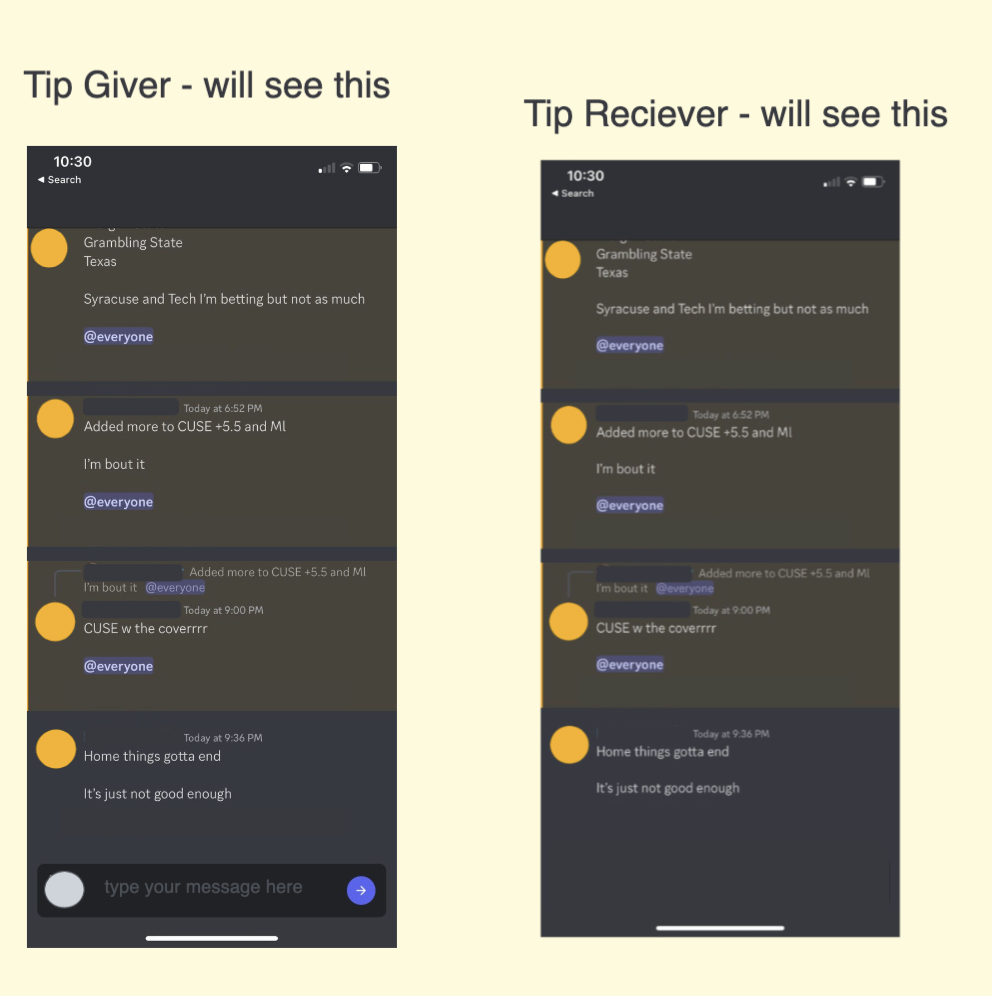 Tip Giver - will see this
10:30
◀ Search
Grambling State
Texas
Syracuse and Tech I'm betting but not as much
@everyone
Today at 6:52 PM
Added more to CUSE +5.5 and Ml
I'm bout it
@everyone
Added more to CUSE +5.5 and Ml
I'm bout it @everyone
Today at 9:00 PM
CUSE w the coverrrr
@everyone
Today at 9:36 PM
Home things gotta end
It's just not good enough
type your message here
Tip Reciever - will see this
10:30
◀ Search
Grambling State
Texas
Syracuse and Tech I'm betting but not as much
@everyone
Today at 6:52 PM
Added more to CUSE +5.5 and Ml
I'm bout it
@everyone
Added more to CUSE +5.5 and Ml
I'm bout it @everyone
Today at 9:00 PM
CUSE w the coverrrr
@everyone
Today at 9:36 PM
Home things gotta end
It's just not good enough